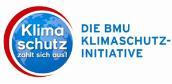 Klima
schutz
zahlt sich aus!
DIE BMU
KLIMASCHUTZ-
INITIATIVE